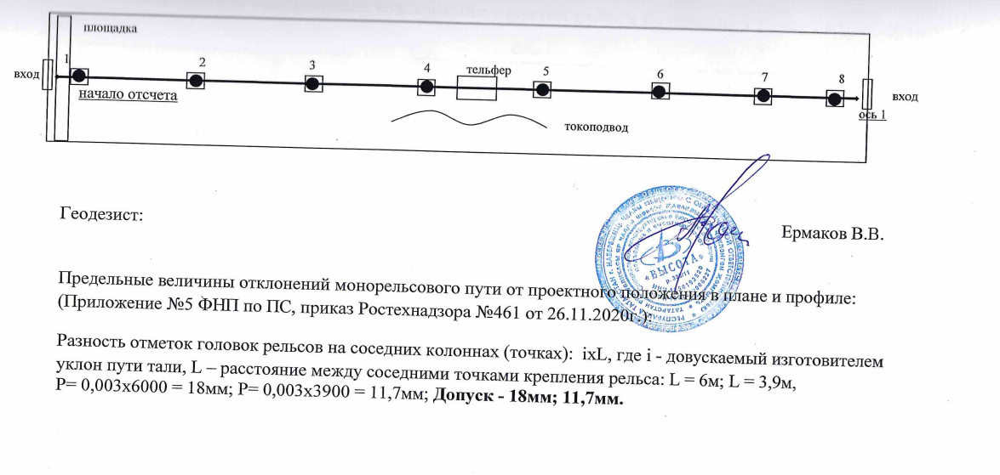 площадка
1 2 3 4 тельфер 5 6 7 8
вход вход
начало отсчета ось 1
токоподвод
Геодезист:
Ермаков В.В.
«ВЫСОТА»
Предельные величины отклонений монорельсового пути от проектного положения в плане и профиле:
(Приложение №5 ФНП по ПС, приказ Ростехнадзора №461 от 26.11.2020г.):
Разность отметок головок рельсов на соседних колоннах (точках): ixL, где i - довускаемый изготовителем
уклон пути тали, L – расстояние между соседними точками крепления рельса: L = 6м; L = 3,9м,
Р= 0,003х6000 = 18мм; Р= 0,003х3900 = 11,7мм; Допуск - 18мм; 11,7мм.